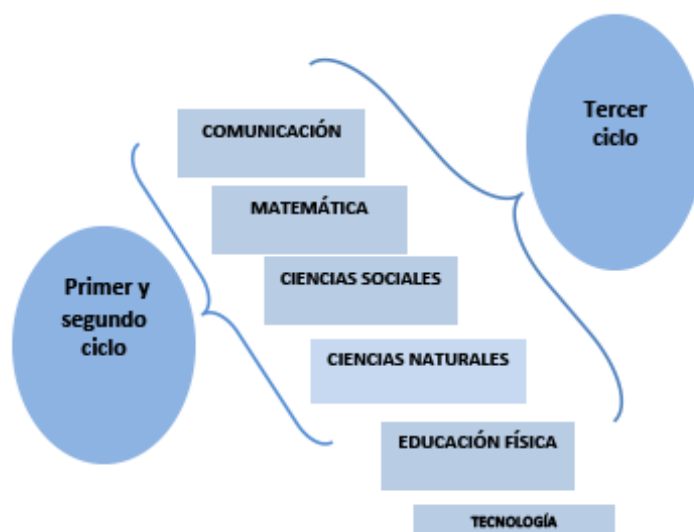 Tercer
ciclo
COMUNICACIÓN
MATEMÁTICA
CIENCIAS SOCIALES
Primer y
segundo
ciclo
CIENCIAS NATURALES
EDUCACIÓN FÍSICA
TECNOLOGÍA